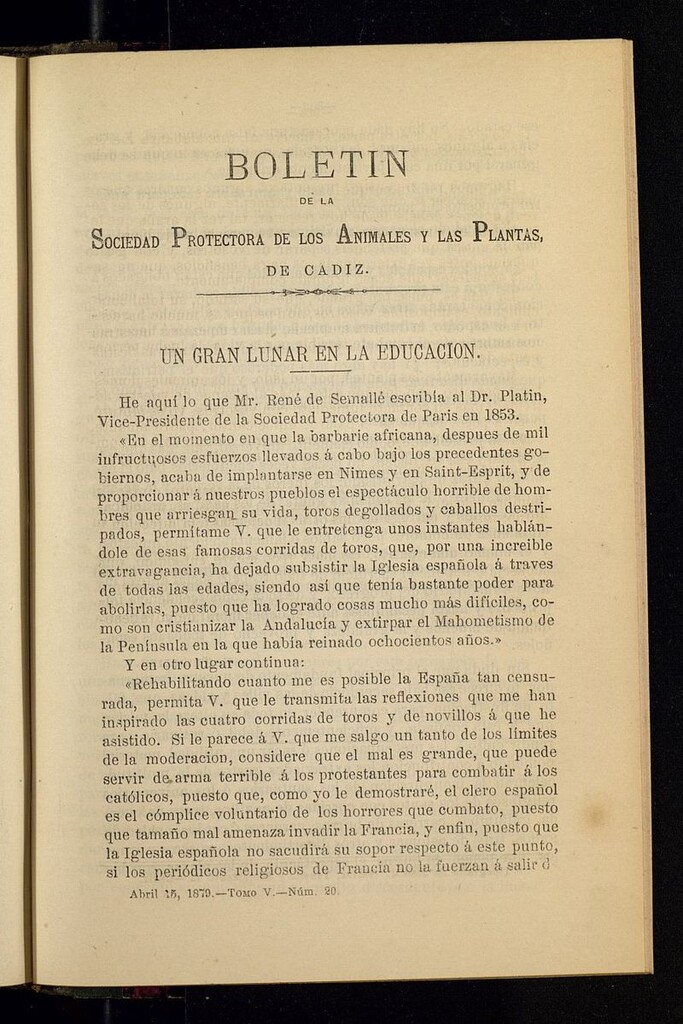 BOLETIN
DE LA
SOCIEDAD PROTECTORA DE LOS ANIMALES Y LAS PLANTAS,
DE CADIZ.
UN GRAN LUNAR EN LA EDUCACION.
He aquí lo que Mr. René de Semallé escribía al Dr. Platin,
Vice-Presidente de la Sociedad Protectora de Paris en 1853.
«En el momento en que la barbarie africana, despues de mil
infructuosos esfuerzos llevados á cabo bajo los precedentes go-
biernos, acaba de implantarse en Nimes y en Saint-Esprit, y de
proporcionar á nuestros pueblos el espectáculo horrible de hom-
bres que arriesgan su vida, toros degollados y caballos destri-
pados, permítame V. que le entretenga unos instantes hablán-
dole de esas famosas corridas de toros, que, por una increible
extravagancia, ha dejado subsistir la Iglesia española á traves
de todas las edades, siendo así que tenía bastante poder para
abolirlas, puesto que ha logrado cosas mucho más difíciles, co-
mo son cristianizar la Andalucía y extirpar el Mahometismo de
la Península en la que había reinado ochocientos años.»
Y en otro lugar continua:
«Rehabilitando cuanto me es posible la España tan censu-
rada, permita V. que le transmita las reflexiones que me han
inspirado las cuatro corridas de toros y de novillos á que he
asistido. Si le parece á V. que me salgo un tanto de los límites
de la moderacion, considere que el mal es grande, que puede
servir de arma terrible á los protestantes para combatir á los
católicos, puesto que, como yo le demostraré, el clero español
es el cómplice voluntario de los horrores que combato, puesto
que tamaño mal amenaza invadir la Francia, y enfin, puesto que
la Iglesia española no sacudirá su sopor respecto á este punto,
si los periódicos religiosos de Francia no la fuerzan á salir d
Abril 15, 1879.—TOMO V.—Núm. 20.